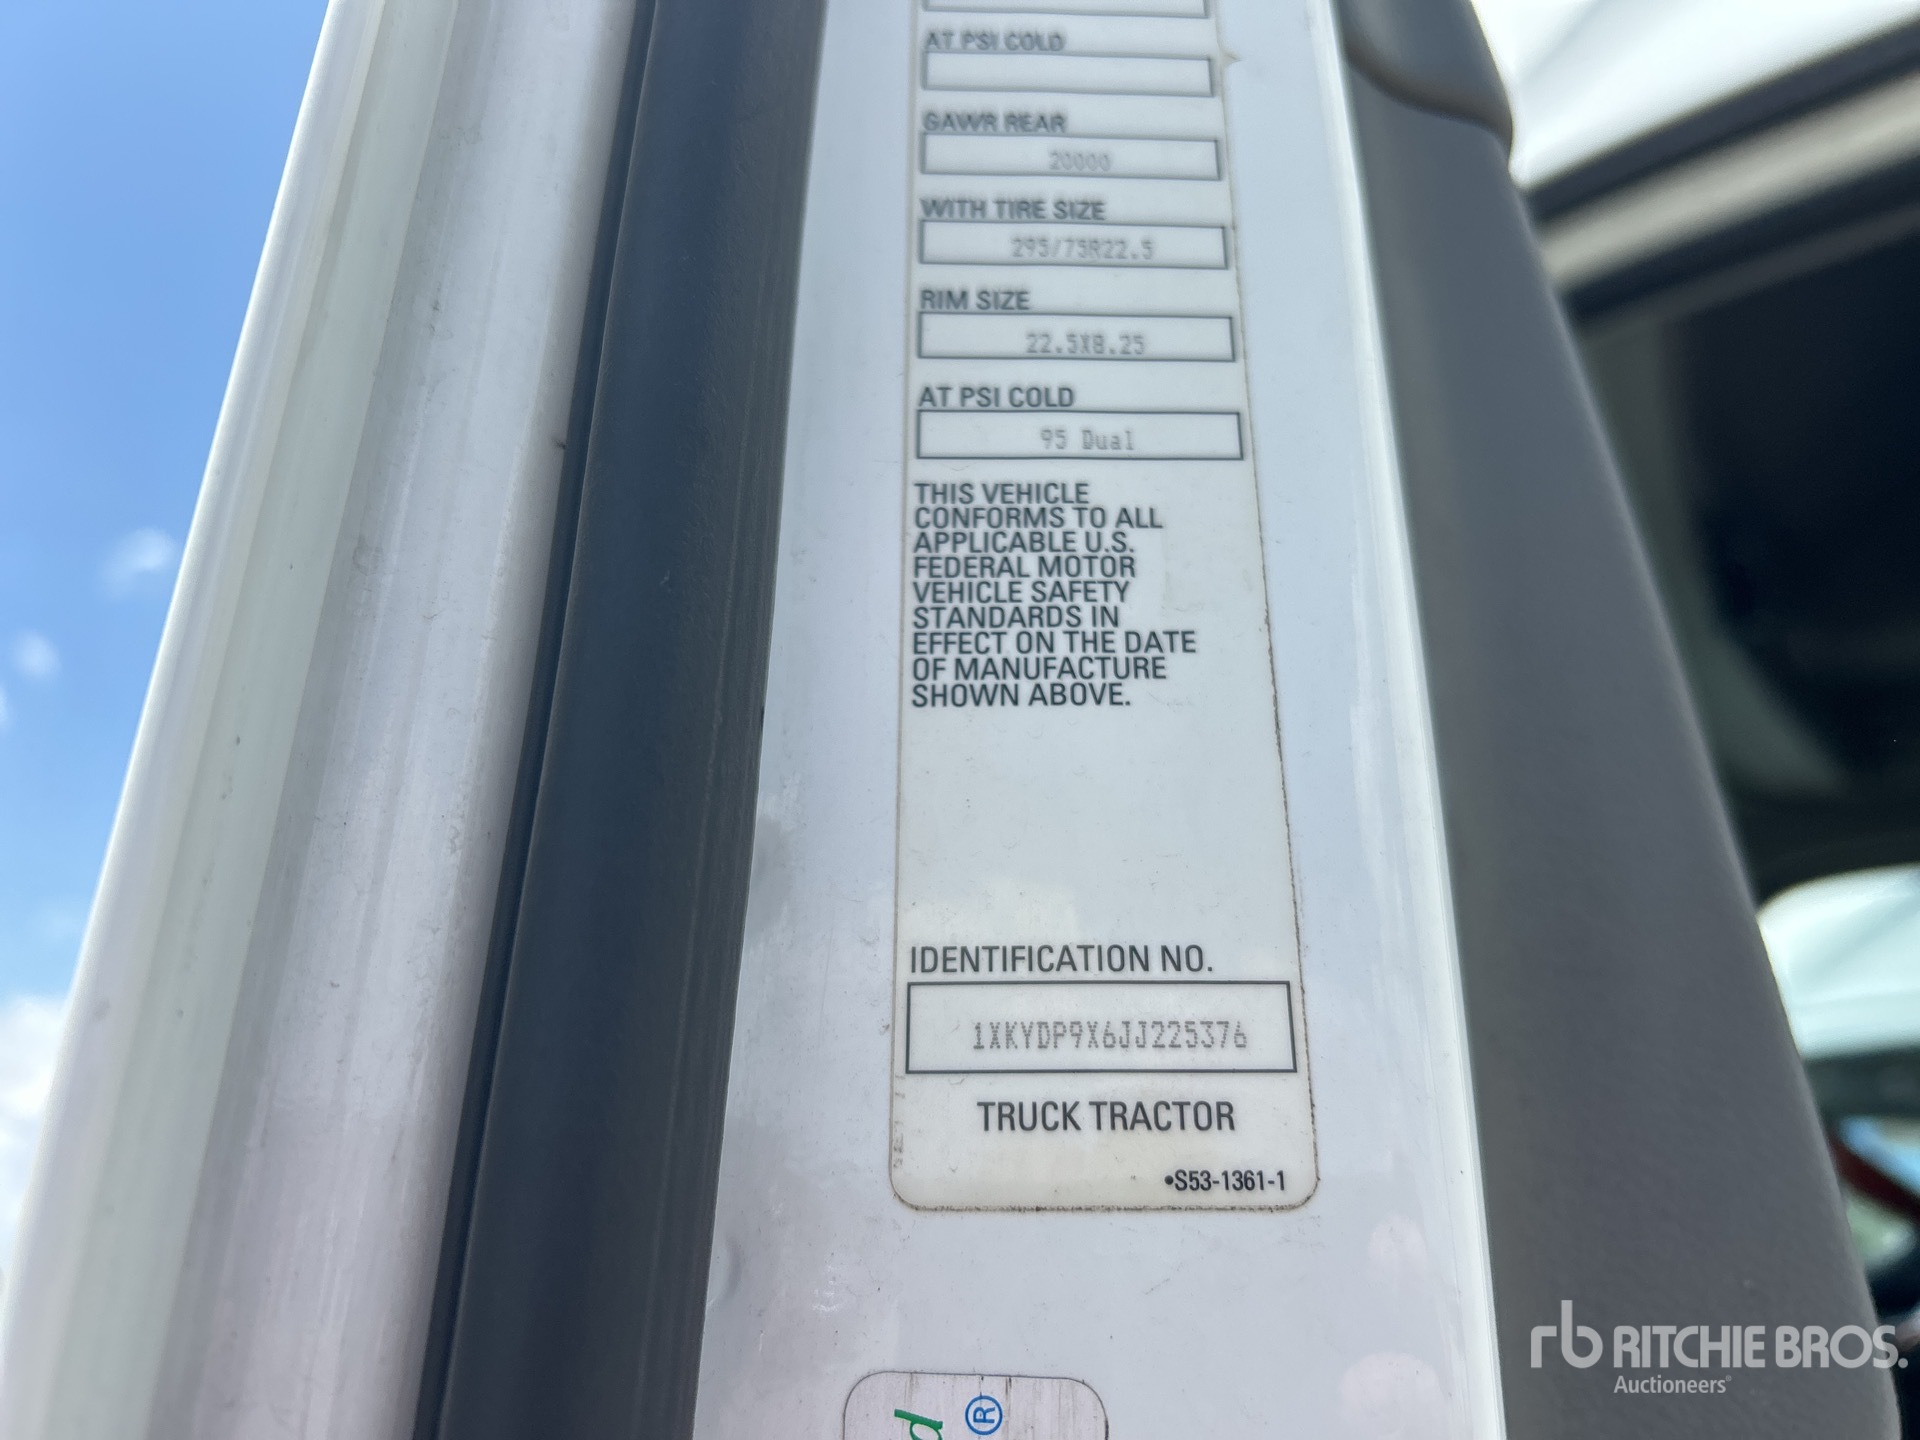 AT PSI COLD
GAWR REAR
20000
WITH TIRE SIZE
295/75R22.5
RIM SIZE
22.5X8.25
AT PSI COLD
95 Dual
THIS VEHICLE
CONFORMS TO ALL
APPLICABLE U.S.
FEDERAL MOTOR
VEHICLE SAFETY
STANDARDS IN
EFFECT ON THE DATE
OF MANUFACTURE
SHOWN ABOVE.
IDENTIFICATION NO.
1XKYDP9X6JJ225376
TRUCK TRACTOR
•S53-1361-1
d ®
rb RITCHIE BROS.
Auctioneers®